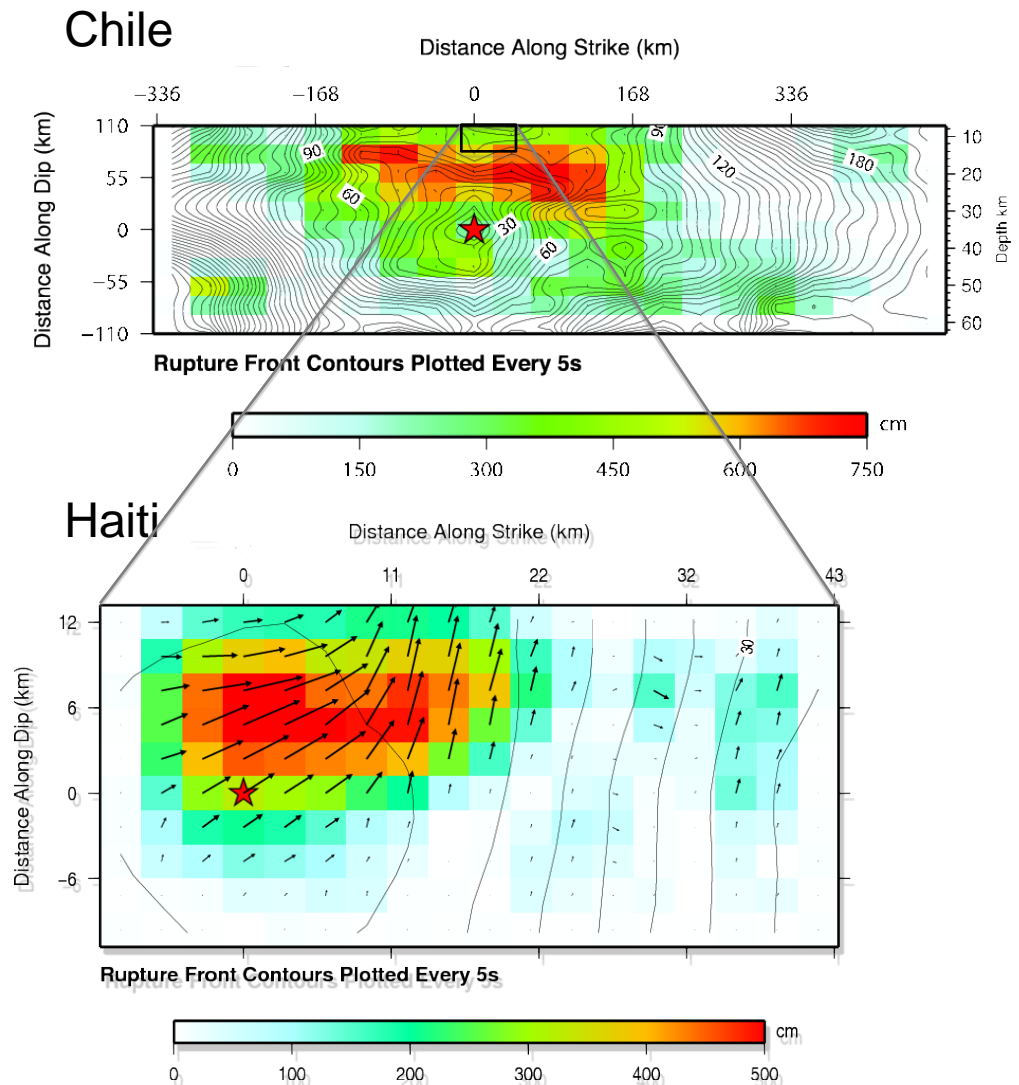 Chile
Distance Along Strike (km)
−336 −168 0 168 336
Distance Along Dip (km)
110
55
0
−55
−110
90
60
30
60
90
120
180
10
20
30
40
50
60
Depth km
Rupture Front Contours Plotted Every 5s
cm
0 150 300 450 600 750
Haiti
Distance Along Strike (km)
0 11 22 32 43
Distance Along Dip (km)
12
6
0
−6
30
Rupture Front Contours Plotted Every 5s
cm
0 100 200 300 400 500